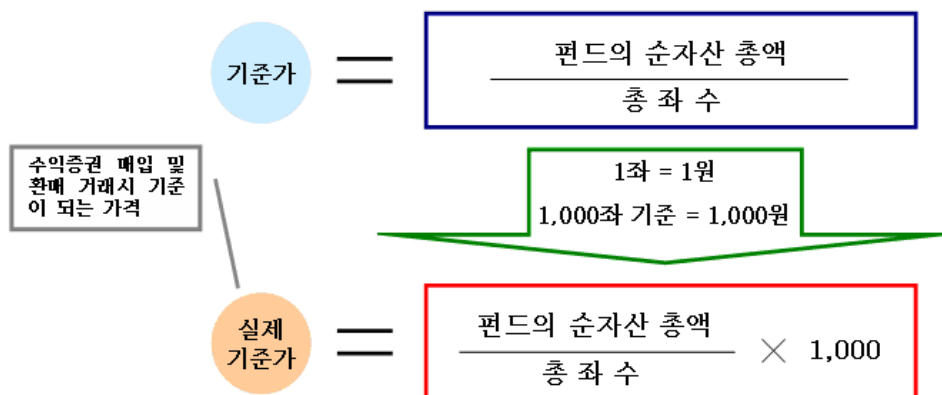 기준가
펀드의 순자산 총액
총 좌 수
수익증권 매입 및
환매 거래시 기준
이 되는 가격
1좌 = 1원
1,000좌 기준 = 1,000원
실제
기준가
펀드의 순자산 총액
총 좌 수
× 1,000